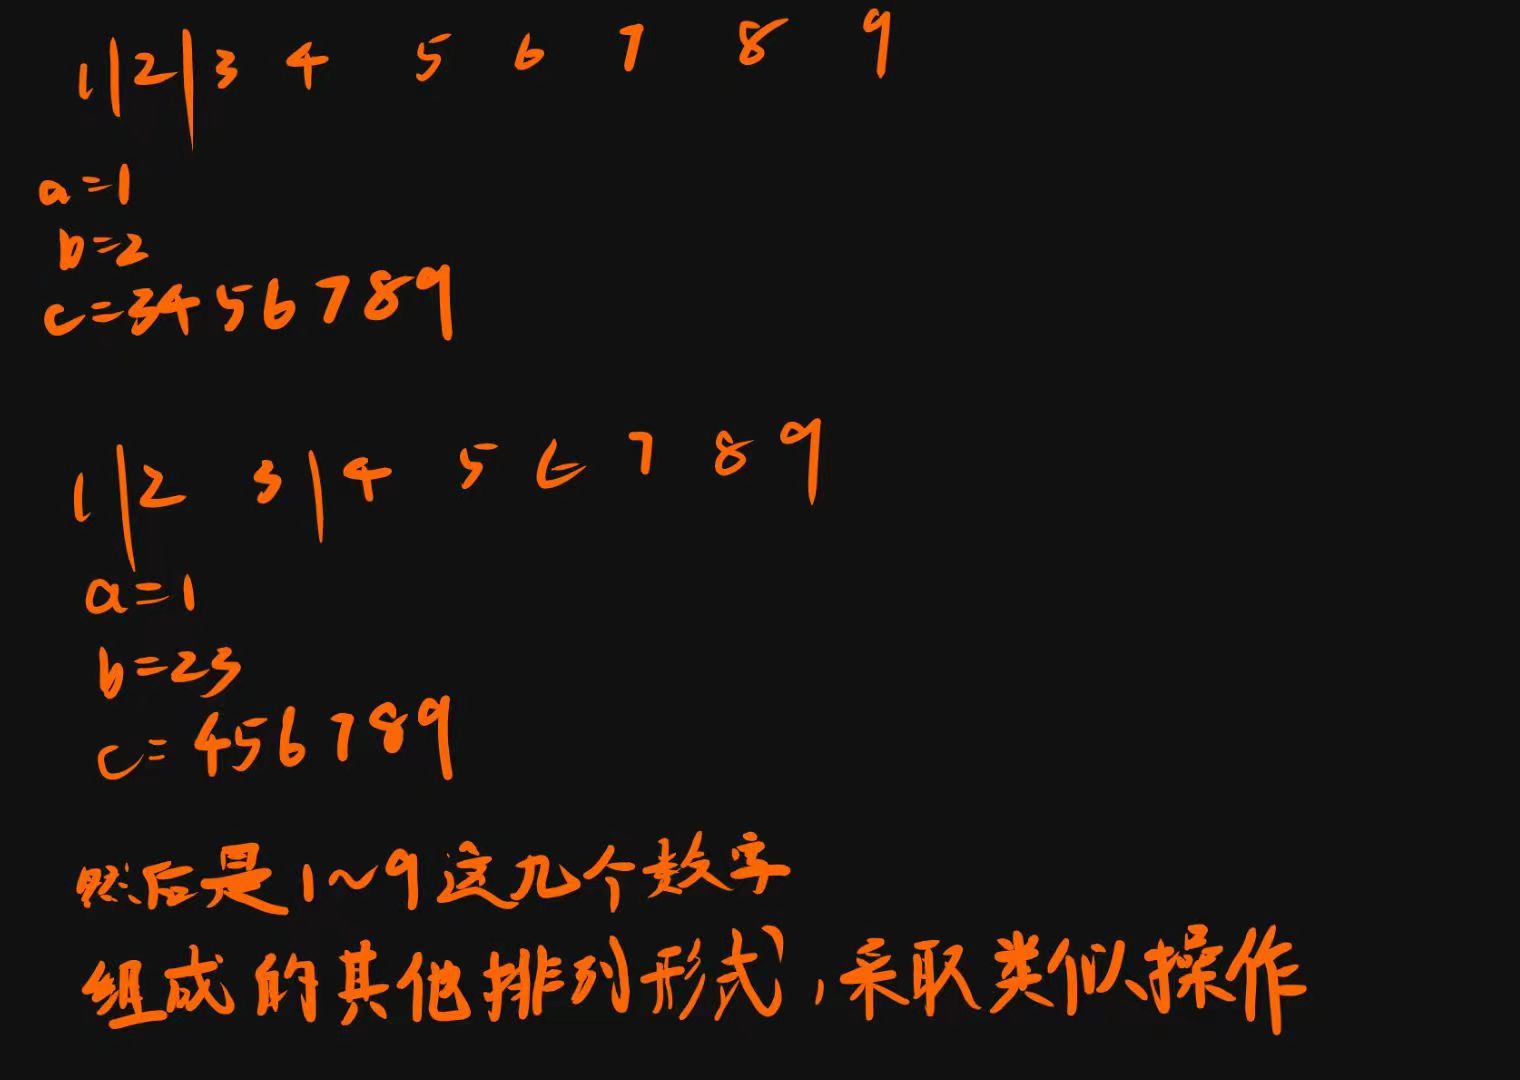 1|2|3 4 5 6 7 8 9
a=1
b=2
c=3456789
1|2 3|4 5 6 7 8 9
a=1
b=23
c=456789
然后是1~9这几个数字
组成的其他排列形式,采取类似操作